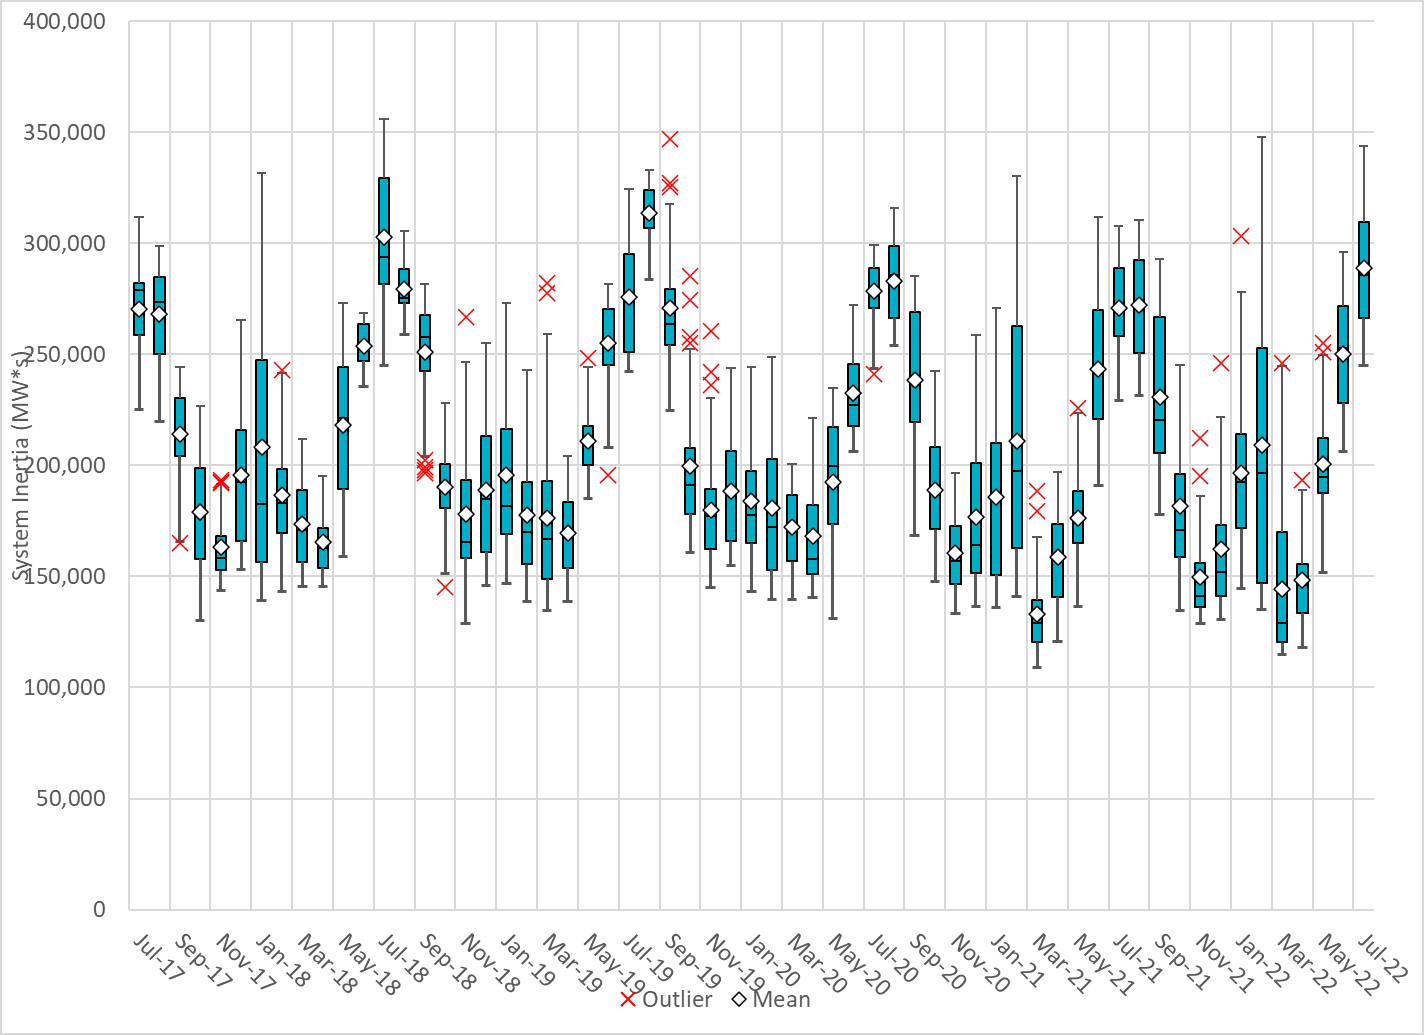 400,000
350,000
300,000
250,000
200,000
150,000
100,000
50,000
0
System Inertia (MW*s)
Jul-17
Sep-17
Nov-17
Jan-18
Mar-18
May-18
Jul-18
Sep-18
Nov-18
Jan-19
Mar-19
May-19
Jul-19
Sep-19
Nov-19
Jan-20
Mar-20
May-20
Jul-20
Sep-20
Nov-20
Jan-21
Mar-21
May-21
Jul-21
Sep-21
Nov-21
Jan-22
Mar-22
May-22
Jul-22
Outlier
Mean